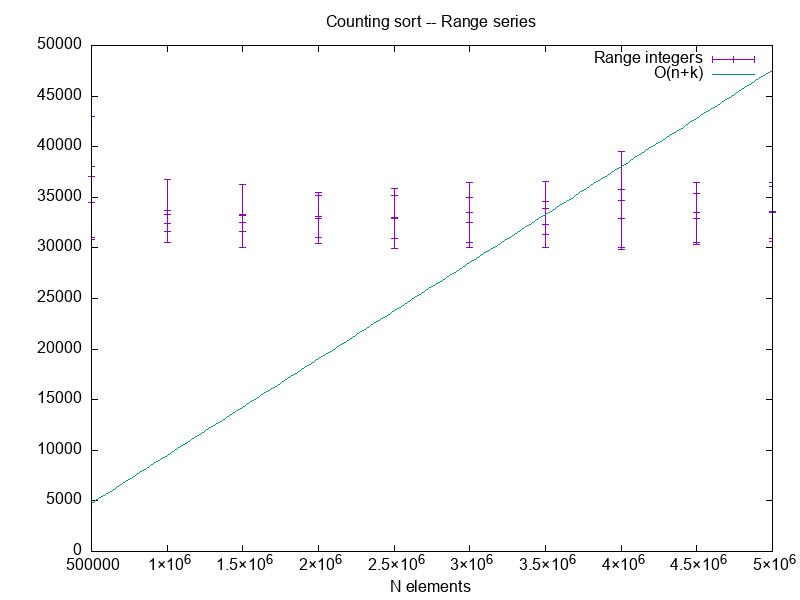 Counting sort -- Range series
50000
45000
40000
35000
30000
25000
20000
15000
10000
5000
0
Range integers
O(n+k)
500000 1×10⁶ 1.5×10⁶ 2×10⁶ 2.5×10⁶ 3×10⁶ 3.5×10⁶ 4×10⁶ 4.5×10⁶ 5×10⁶
N elements